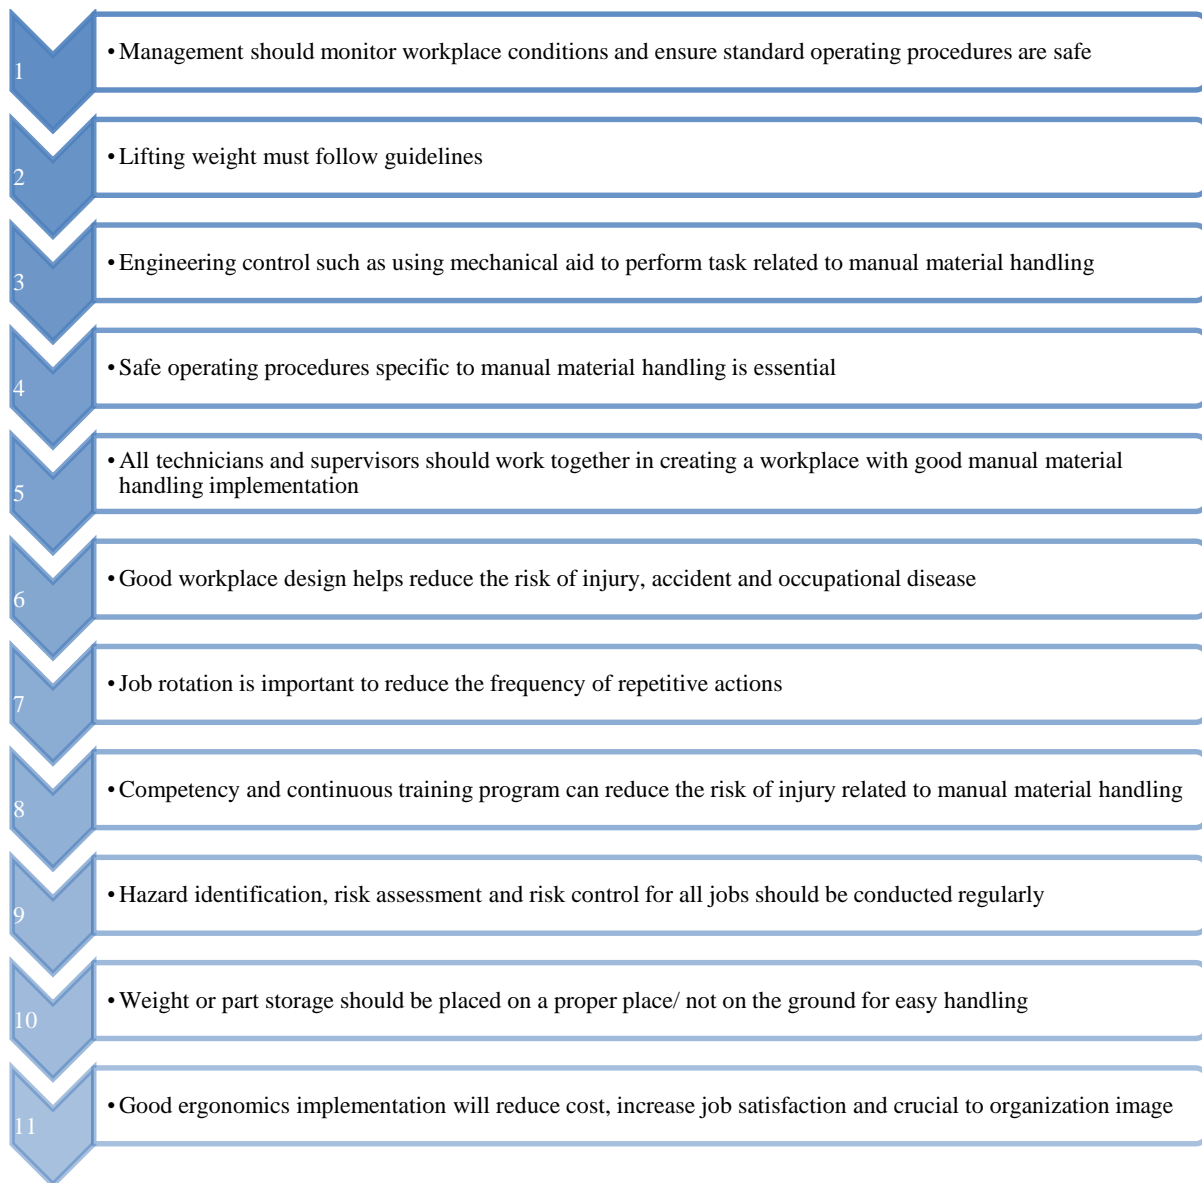 1
• Management should monitor workplace conditions and ensure standard operating procedures are safe
2
• Lifting weight must follow guidelines
3
• Engineering control such as using mechanical aid to perform task related to manual material handling
4
• Safe operating procedures specific to manual material handling is essential
5
• All technicians and supervisors should work together in creating a workplace with good manual material
handling implementation
6
• Good workplace design helps reduce the risk of injury, accident and occupational disease
7
• Job rotation is important to reduce the frequency of repetitive actions
8
• Competency and continuous training program can reduce the risk of injury related to manual material handling
9
• Hazard identification, risk assessment and risk control for all jobs should be conducted regularly
10
• Weight or part storage should be placed on a proper place/ not on the ground for easy handling
11
• Good ergonomics implementation will reduce cost, increase job satisfaction and crucial to organization image